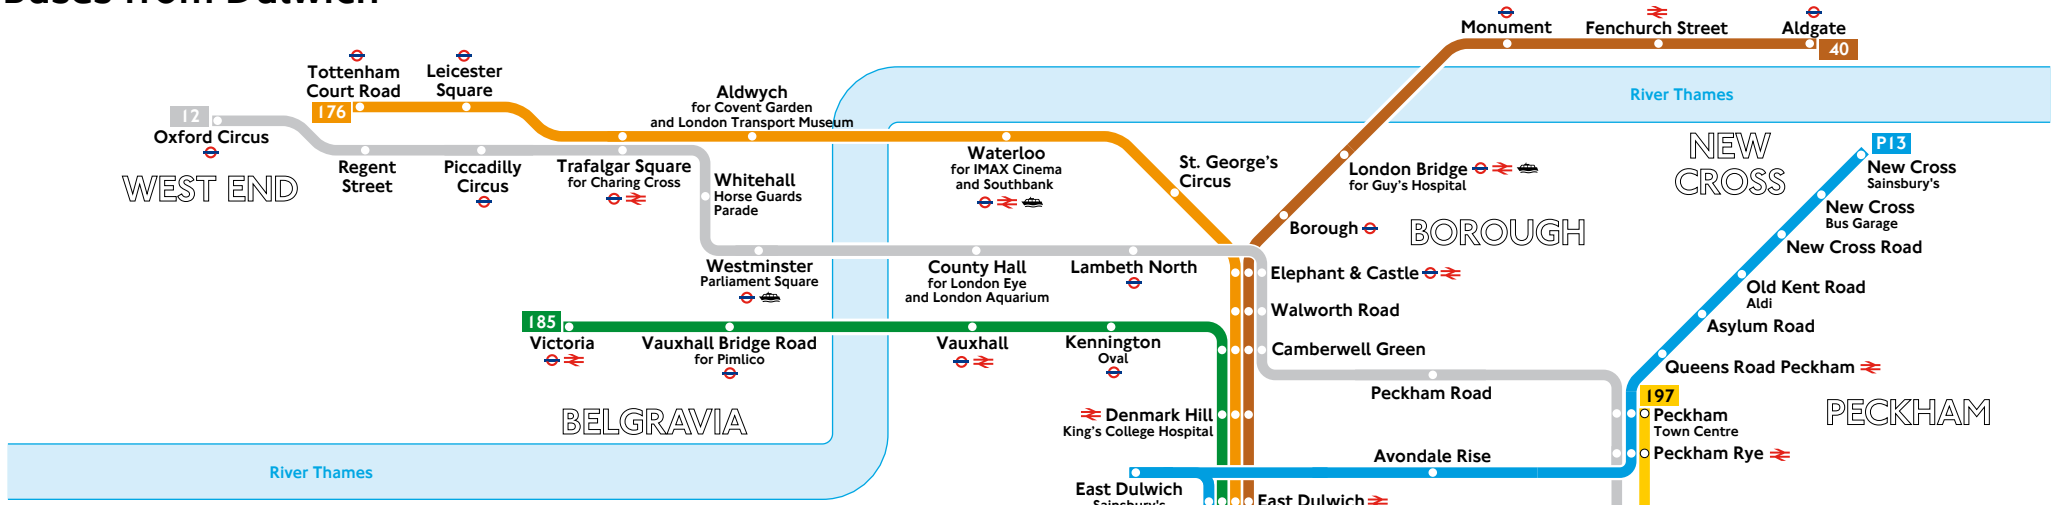 Buses from Dulwich
Monument
Fenchurch Street
Aldgate
40
Tottenham
Court Road
Leicester
Square
176
Aldwych
for Covent Garden
and London Transport Museum
River Thames
12
Oxford Circus
Regent
Street
Piccadilly
Circus
Trafalgar Square
for Charing Cross
Whitehall
Horse Guards
Parade
Waterloo
for IMAX Cinema
and Southbank
St. George's
Circus
London Bridge
for Guy's Hospital
NEW
CROSS
P13
New Cross
Sainsbury's
WEST END
New Cross
Bus Garage
Borough
BOROUGH
New Cross Road
Westminster
Parliament Square
County Hall
for London Eye
and London Aquarium
Lambeth North
Elephant & Castle
Old Kent Road
Aldi
Walworth Road
Asylum Road
185
Victoria
Vauxhall Bridge Road
for Pimlico
Vauxhall
Kennington
Oval
Camberwell Green
Queens Road Peckham
Peckham Road
197
BELGRAVIA
Denmark Hill
King's College Hospital
Peckham
Town Centre
PECKHAM
Avondale Rise
Peckham Rye
River Thames
East Dulwich
Sainsbury's
East Dulwich